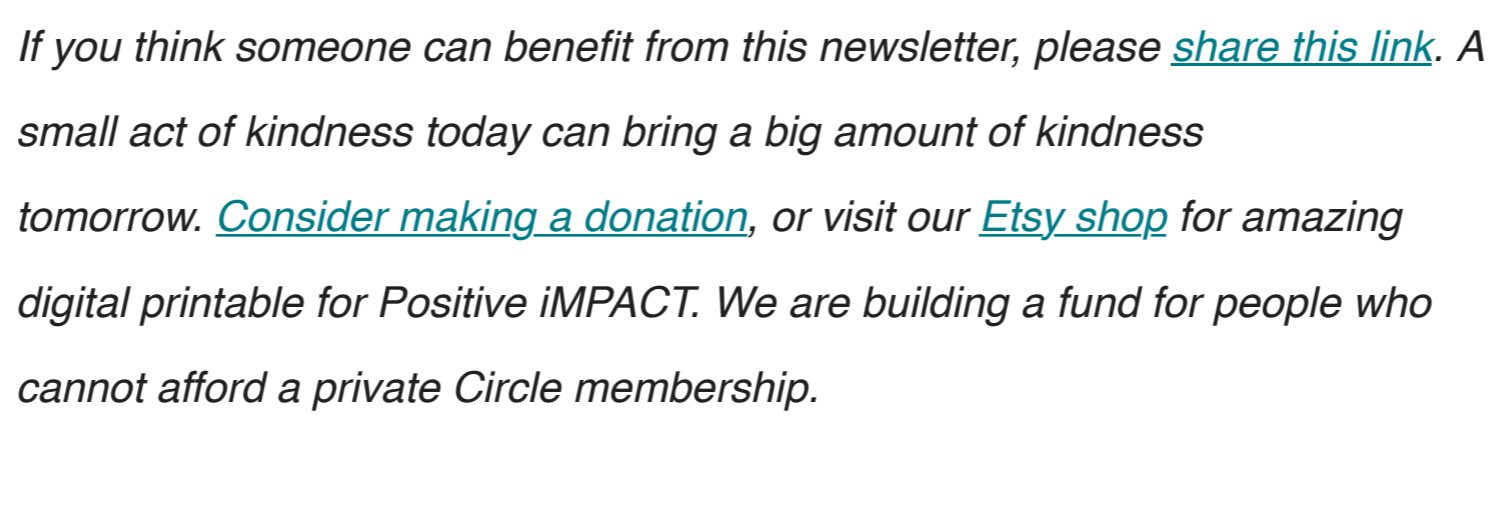 If you think someone can benefit from this newsletter, please share this link. A
small act of kindness today can bring a big amount of kindness
tomorrow. Consider making a donation, or visit our Etsy shop for amazing
digital printable for Positive iMPACT. We are building a fund for people who
cannot afford a private Circle membership.